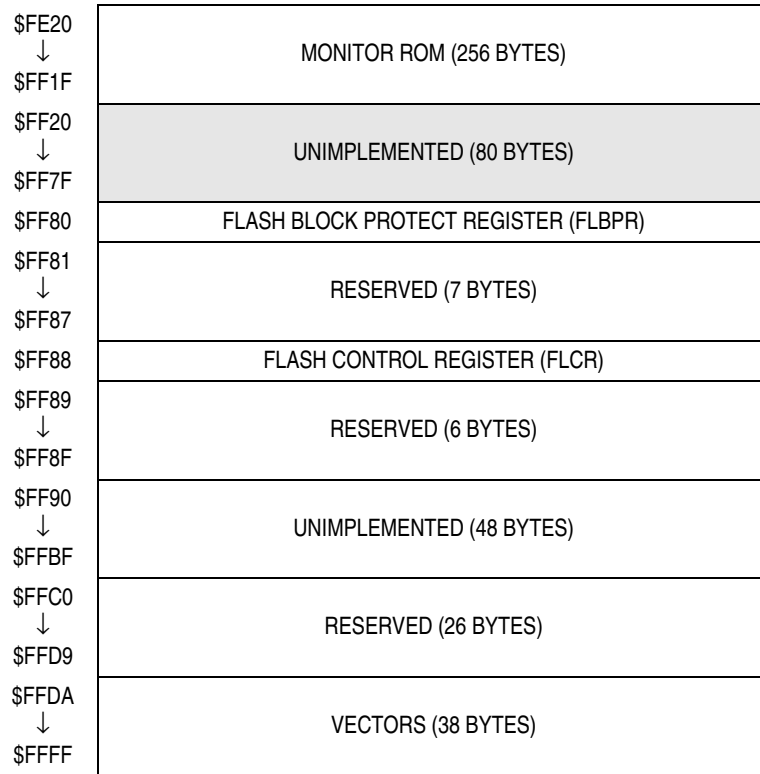 $FE20
↓
$FF1F
MONITOR ROM (256 BYTES)
$FF20
↓
$FF7F
UNIMPLEMENTED (80 BYTES)
$FF80
FLASH BLOCK PROTECT REGISTER (FLBPR)
$FF81
↓
$FF87
RESERVED (7 BYTES)
$FF88
FLASH CONTROL REGISTER (FLCR)
$FF89
↓
$FF8F
RESERVED (6 BYTES)
$FF90
↓
$FFBF
UNIMPLEMENTED (48 BYTES)
$FFC0
↓
$FFD9
RESERVED (26 BYTES)
$FFDA
↓
$FFFF
VECTORS (38 BYTES)